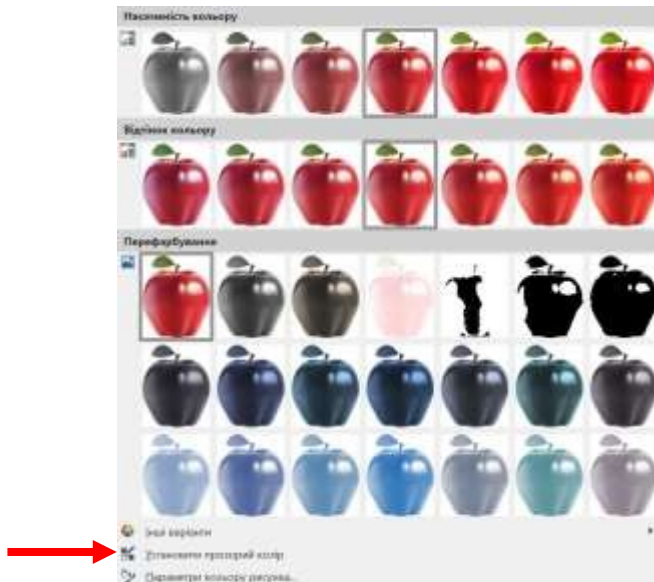 Насиченість кольору
Відтінок кольору
Перефарбування
Інші варіанти
Установити прозорий колір
Параметри кольору рисунка...